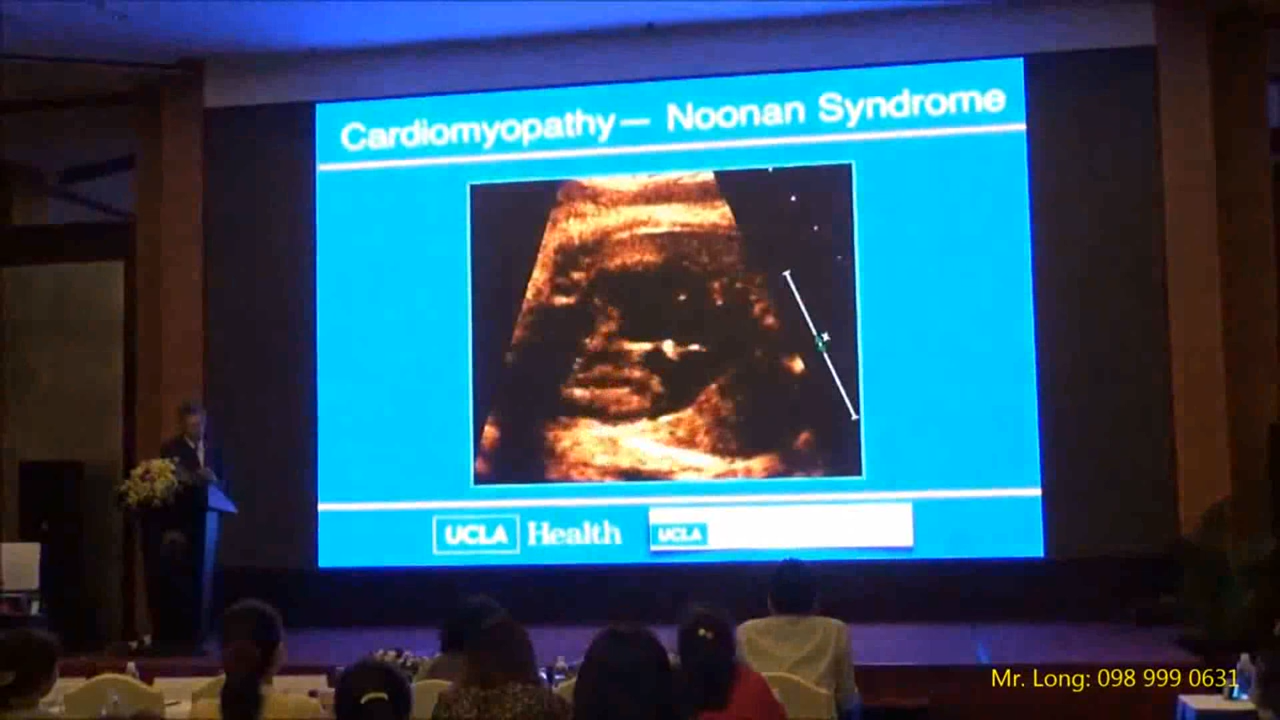 Cardiomyopathy— Noonan Syndrome
UCLA Health
UCLA
Mr. Long: 098 999 0631